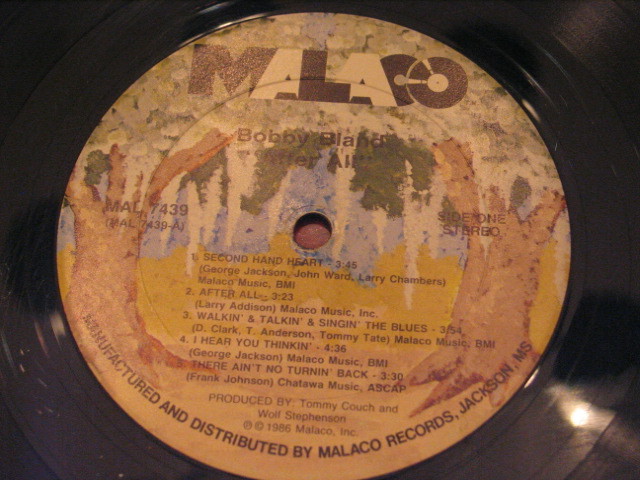 MALACO
Bobby Bland
"After All"
MAL 7439
(MAL 7439-A)
SIDE ONE
STEREO
1. SECOND HAND HEART - 3:45
(George Jackson, John Ward, Larry Chambers)
Malaco Music, BMI
2. AFTER ALL - 3:23
(Larry Addison) Malaco Music, Inc.
3. WALKIN' & TALKIN' & SINGIN' THE BLUES - 3:54
(D. Clark, T. Anderson, Tommy Tate) Malaco Music, BMI
4. I HEAR YOU THINKIN' - 4:36
(George Jackson) Malaco Music, BMI
5. THERE AIN'T NO TURNIN' BACK - 3:30
(Frank Johnson) Chatawa Music, ASCAP
PRODUCED BY: Tommy Couch and
Wolf Stephenson
℗ © 1986 Malaco, Inc.
MANUFACTURED AND DISTRIBUTED BY MALACO RECORDS, JACKSON, MS